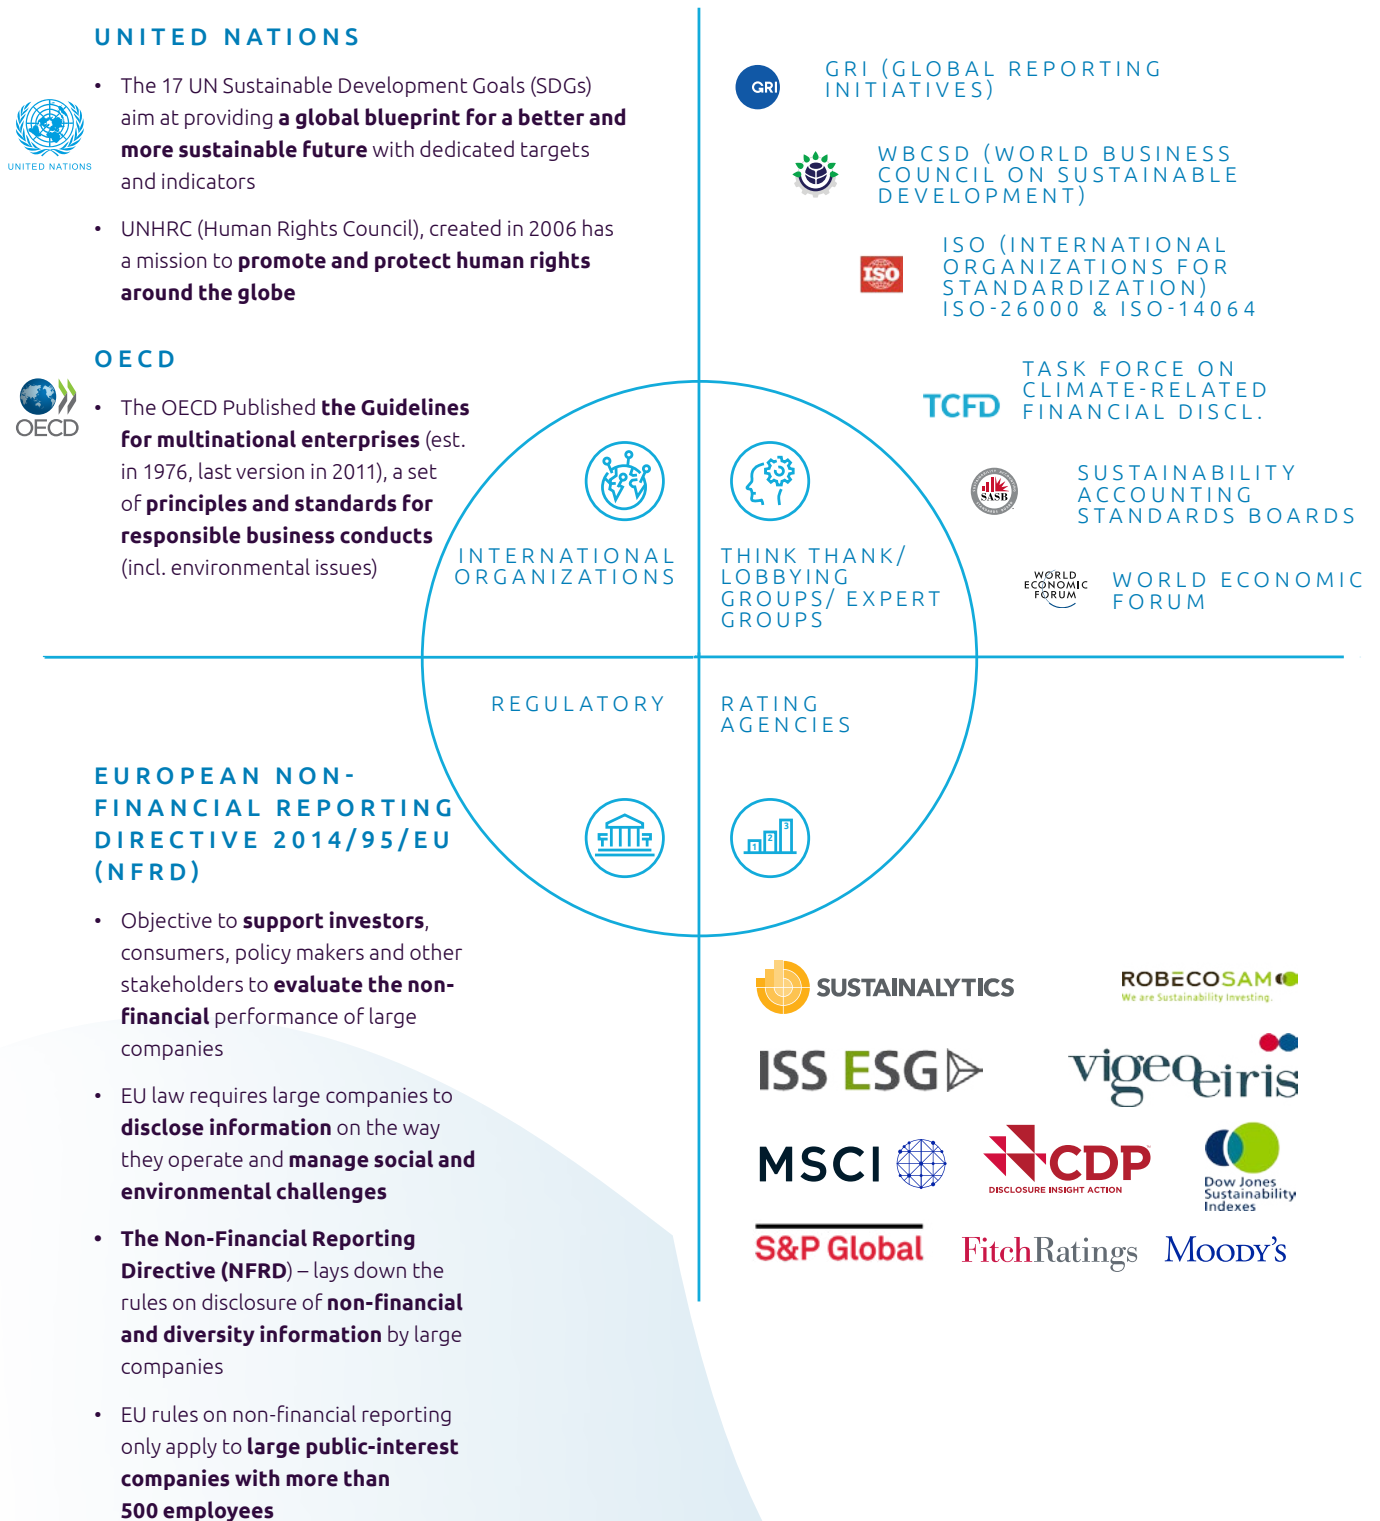 UNITED NATIONS
UNITED NATIONS
• The 17 UN Sustainable Development Goals (SDGs)
aim at providing a global blueprint for a better and
more sustainable future with dedicated targets
and indicators
• UNHRC (Human Rights Council), created in 2006 has
a mission to promote and protect human rights
around the globe
OECD
OECD
• The OECD Published the Guidelines
for multinational enterprises (est.
in 1976, last version in 2011), a set
of principles and standards for
responsible business conducts
(incl. environmental issues)
INTERNATIONAL
ORGANIZATIONS
GRI
GRI (GLOBAL REPORTING
INITIATIVES)
WBCSD (WORLD BUSINESS
COUNCIL ON SUSTAINABLE
DEVELOPMENT)
ISO
ISO (INTERNATIONAL
ORGANIZATIONS FOR
STANDARDIZATION)
ISO-26000 & ISO-14064
TCFD
TASK FORCE ON
CLIMATE-RELATED
FINANCIAL DISCL.
SASB
SUSTAINABILITY
ACCOUNTING
STANDARDS BOARDS
WORLD
ECONOMIC
FORUM
WORLD ECONOMIC
FORUM
THINK THANK/
LOBBYING
GROUPS/ EXPERT
GROUPS
REGULATORY
EUROPEAN NON-
FINANCIAL REPORTING
DIRECTIVE 2014/95/EU
(NFRD)
• Objective to support investors,
consumers, policy makers and other
stakeholders to evaluate the non-
financial performance of large
companies
• EU law requires large companies to
disclose information on the way
they operate and manage social and
environmental challenges
• The Non-Financial Reporting
Directive (NFRD) – lays down the
rules on disclosure of non-financial
and diversity information by large
companies
• EU rules on non-financial reporting
only apply to large public-interest
companies with more than
500 employees
RATING
AGENCIES
1 2 3
SUSTAINALYTICS
ROBECOSAM
We are Sustainability Investing.
ISS ESG
vigeoeiris
MSCI
CDP
DISCLOSURE INSIGHT ACTION
Dow Jones
Sustainability
Indexes
S&P Global
FitchRatings
MOODY'S